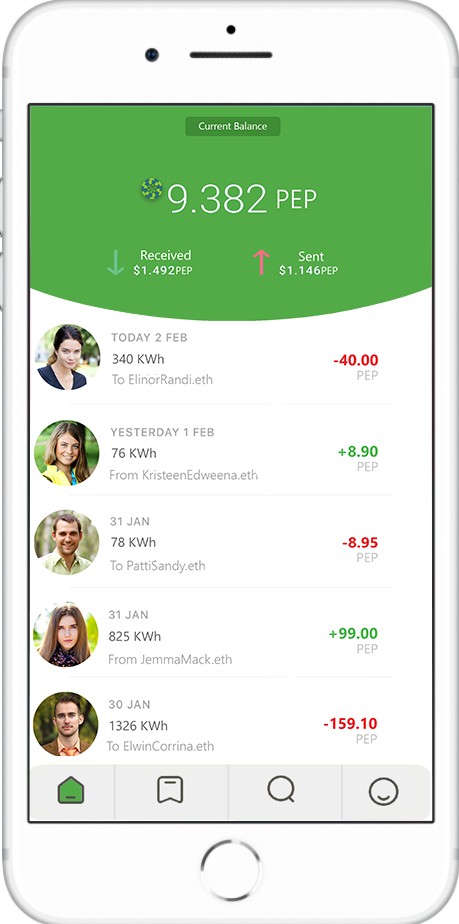 Current Balance
9.382 PEP
Received
$1.492PEP
Sent
$1.146PEP
TODAY 2 FEB
340 KWh
-40.00
To ElinorRandi.eth
PEP
YESTERDAY 1 FEB
76 KWh
+8.90
From KristeenEdweena.eth
PEP
31 JAN
78 KWh
-8.95
To PattiSandy.eth
PEP
31 JAN
825 KWh
+99.00
From JemmaMack.eth
PEP
30 JAN
1326 KWh
-159.10
To ElwinCorrina.eth
PEP